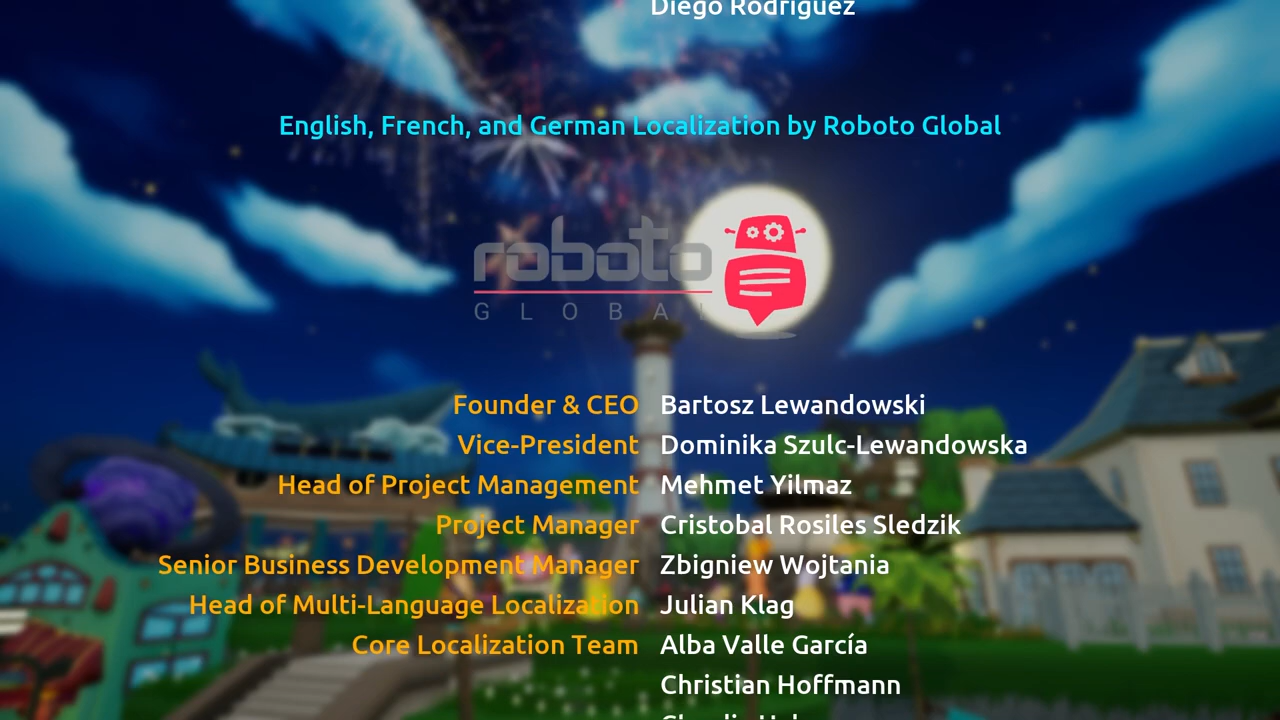 Diego Rodríguez
English, French, and German Localization by Roboto Global
roboto
GLOBAL
Founder & CEO Bartosz Lewandowski
Vice-President Dominika Szulc-Lewandowska
Head of Project Management Mehmet Yilmaz
Project Manager Cristobal Rosiles Sledzik
Senior Business Development Manager Zbigniew Wojtania
Head of Multi-Language Localization Julian Klag
Core Localization Team Alba Valle García
Christian Hoffmann